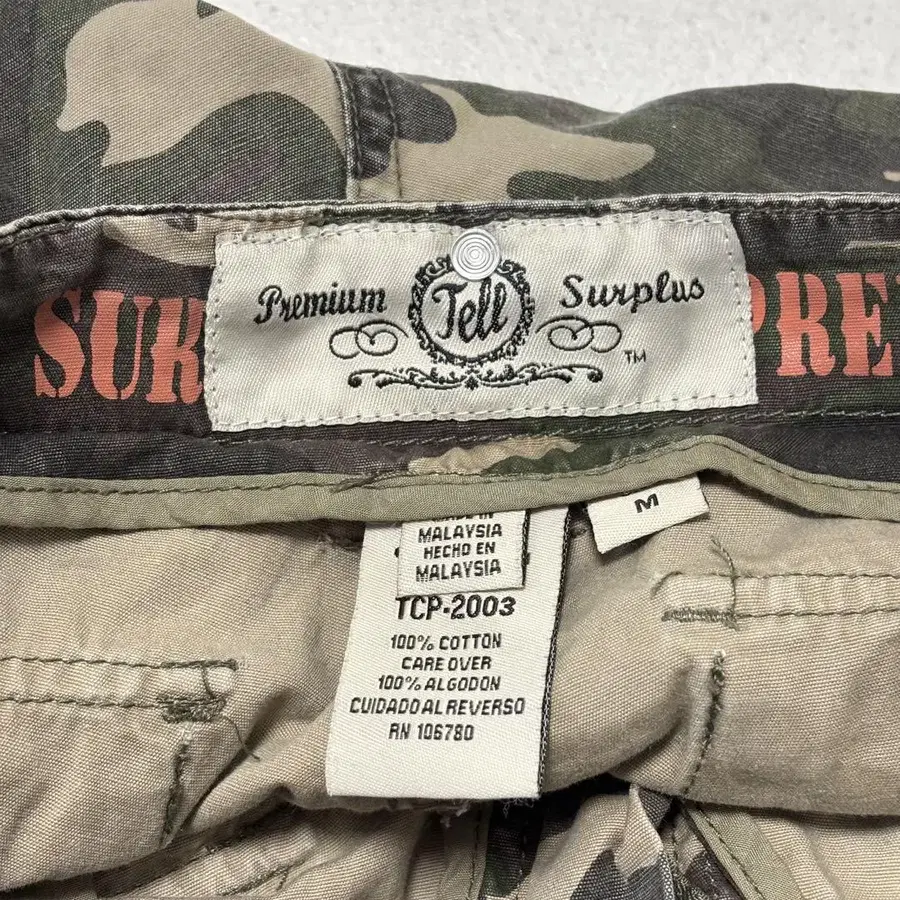 SUR
Premium Tell Surplus
TM
PRE
M
MALAYSIA
HECHO EN
MALAYSIA
TCP-2003
100% COTTON
CARE OVER
100% ALGODON
CUIDADO AL REVERSO
RN 106780